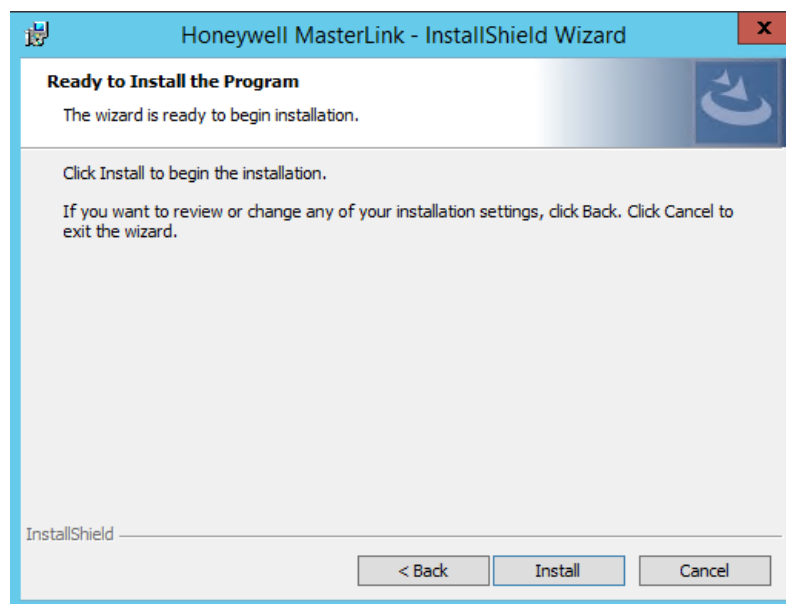 Honeywell MasterLink - InstallShield Wizard
x
Ready to Install the Program
The wizard is ready to begin installation.
Click Install to begin the installation.
If you want to review or change any of your installation settings, click Back. Click Cancel to
exit the wizard.
InstallShield
< Back Install Cancel